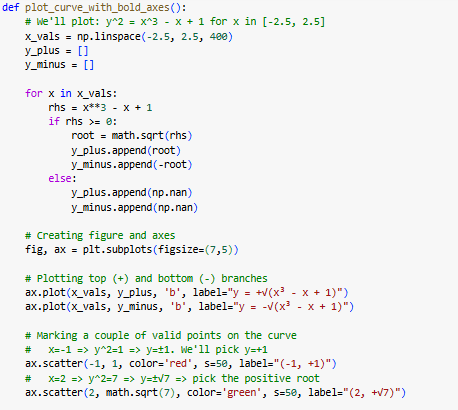 def plot_curve_with_bold_axes():
    # We'll plot: y^2 = x^3 - x + 1 for x in [-2.5, 2.5]
    x_vals = np.linspace(-2.5, 2.5, 400)
    y_plus = []
    y_minus = []

    for x in x_vals:
        rhs = x**3 - x + 1
        if rhs >= 0:
            root = math.sqrt(rhs)
            y_plus.append(root)
            y_minus.append(-root)
        else:
            y_plus.append(np.nan)
            y_minus.append(np.nan)

    # Creating figure and axes
    fig, ax = plt.subplots(figsize=(7,5))

    # Plotting top (+) and bottom (-) branches
    ax.plot(x_vals, y_plus, 'b', label="y = +√(x³ - x + 1)")
    ax.plot(x_vals, y_minus, 'b', label="y = -√(x³ - x + 1)")

    # Marking a couple of valid points on the curve
    #   x=-1 => y^2=1 => y=±1. We'll pick y=+1
    ax.scatter(-1, 1, color='red', s=50, label="(-1, +1)")
    #   x=2 => y^2=7 => y=±√7 => pick the positive root
    ax.scatter(2, math.sqrt(7), color='green', s=50, label="(2, +√7)")